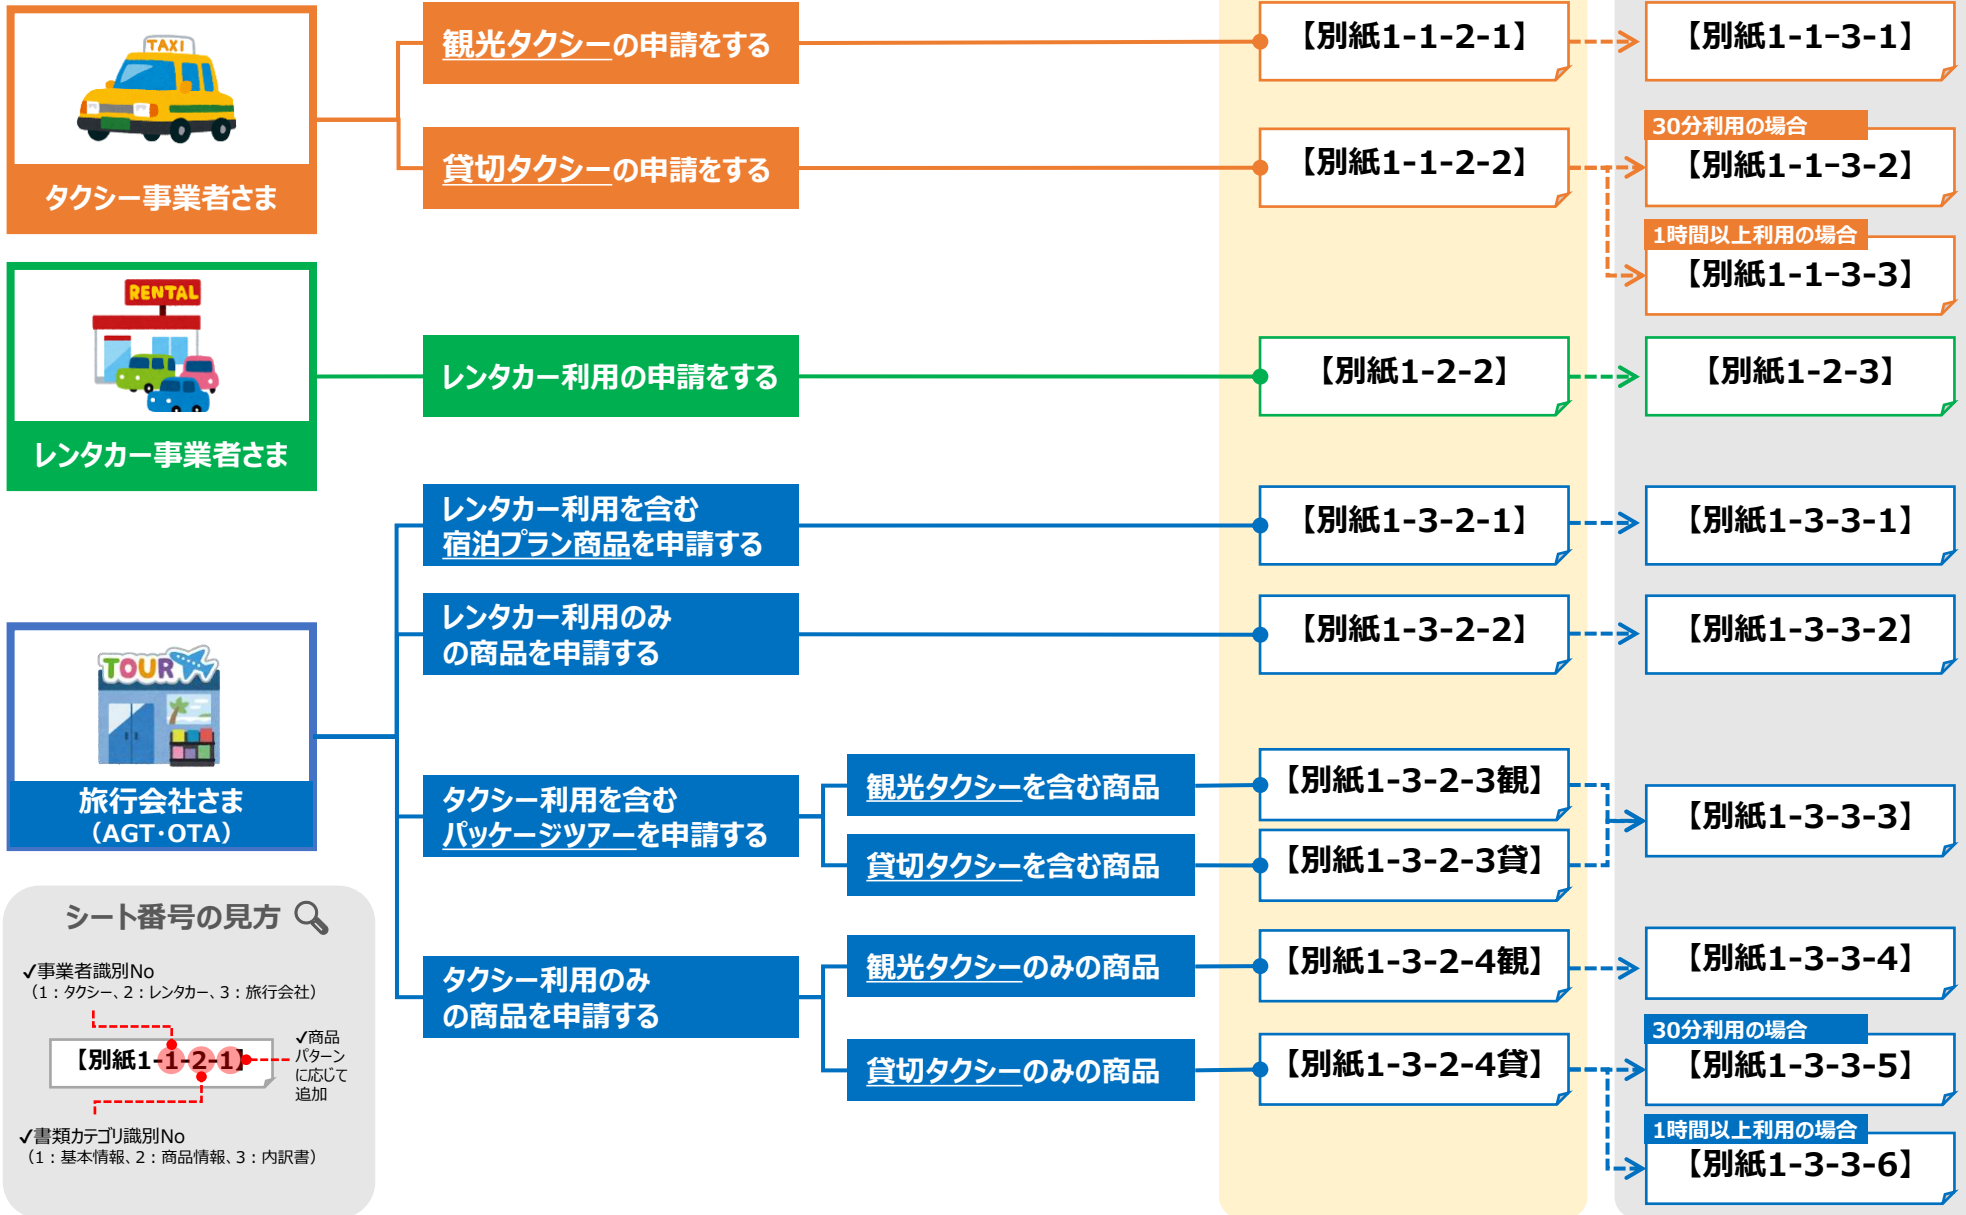 TAXI
タクシー事業者さま
観光タクシーの申請をする
【別紙1-1-2-1】
【別紙1-1-3-1】
貸切タクシーの申請をする
【別紙1-1-2-2】
30分利用の場合
【別紙1-1-3-2】
1時間以上利用の場合
【別紙1-1-3-3】
RENTAL
レンタカー事業者さま
レンタカー利用の申請をする
【別紙1-2-2】
【別紙1-2-3】
TOUR
旅行会社さま
（AGT･OTA）
レンタカー利用を含む
宿泊プラン商品を申請する
【別紙1-3-2-1】
【別紙1-3-3-1】
レンタカー利用のみ
の商品を申請する
【別紙1-3-2-2】
【別紙1-3-3-2】
タクシー利用を含む
パッケージツアーを申請する
観光タクシーを含む商品
【別紙1-3-2-3観】
貸切タクシーを含む商品
【別紙1-3-2-3貸】
【別紙1-3-3-3】
タクシー利用のみ
の商品を申請する
観光タクシーのみの商品
【別紙1-3-2-4観】
【別紙1-3-3-4】
貸切タクシーのみの商品
【別紙1-3-2-4貸】
30分利用の場合
【別紙1-3-3-5】
1時間以上利用の場合
【別紙1-3-3-6】
シート番号の見方
✓事業者識別No
（1：タクシー、2：レンタカー、3：旅行会社）
【別紙1-1-2-1】
✓商品
パターン
に応じて
追加
✓書類カテゴリ識別No
（1：基本情報、2：商品情報、3：内訳書）